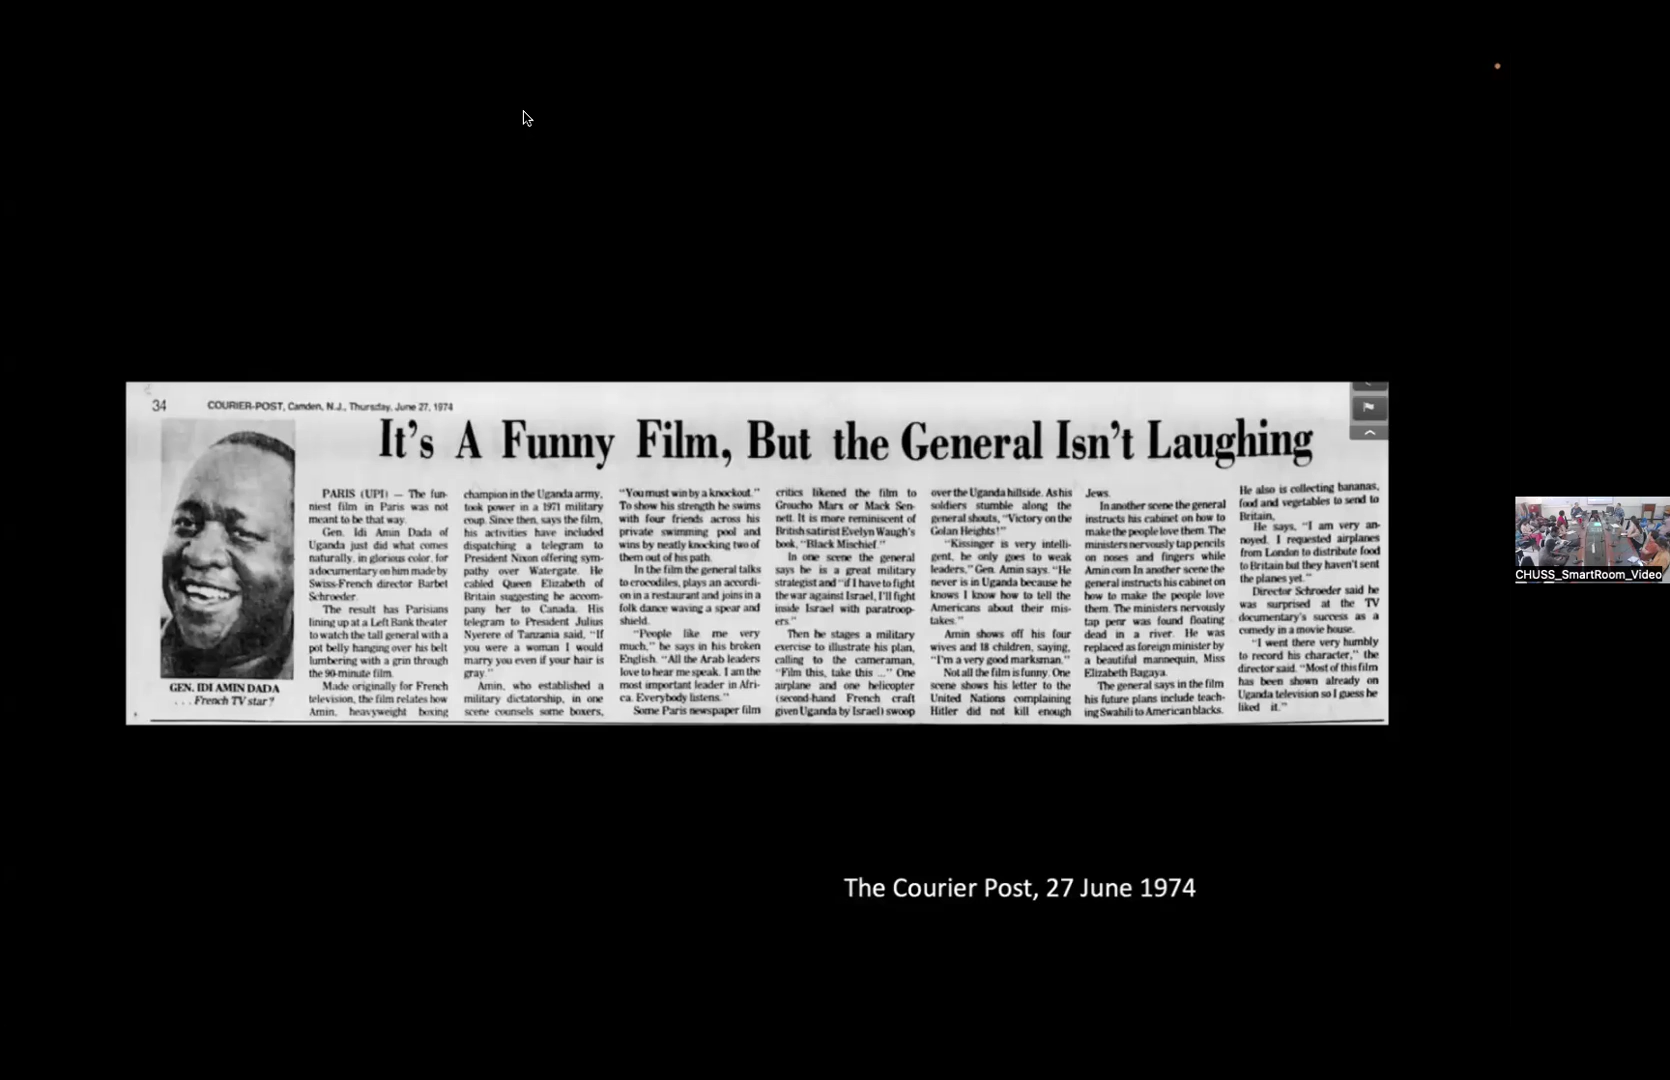 34
COURIER-POST, Camden, N.J., Thursday, June 27, 1974
It's A Funny Film, But the General Isn't Laughing
GEN. IDI AMIN DADA
. . . French TV star?
PARIS (UPI) — The fun-
niest film in Paris was not
meant to be that way.
Gen. Idi Amin Dada of
Uganda just did what comes
naturally, in glorious color, for
a documentary on him made by
Swiss-French director Barbet
Schroeder.
The result has Parisians
lining up at a Left Bank theater
to watch the tall general with a
pot belly hanging over his belt
lumbering with a grin through
the 90-minute film.
Made originally for French
television, the film relates how
Amin, heavyweight boxing
champion in the Uganda army,
took power in a 1971 military
coup. Since then, says the film,
his activities have included
dispatching a telegram to
President Nixon offering sym-
pathy over Watergate. He
cabled Queen Elizabeth of
Britain suggesting he accom-
pany her to Canada. His
telegram to President Julius
Nyerere of Tanzania said, "If
you were a woman I would
marry you even if your hair is
gray."
Amin, who established a
military dictatorship, in one
scene counsels some boxers,
"You must win by a knockout."
To show his strength he swims
with four friends across his
private swimming pool and
wins by neatly knocking two of
them out of his path.
In the film the general talks
to crocodiles, plays an accordi-
on in a restaurant and joins in a
folk dance waving a spear and
shield.
"People like me very
much," he says in his broken
English. "All the Arab leaders
love to hear me speak. I am the
most important leader in Afri-
ca. Everybody listens."
Some Paris newspaper film
critics likened the film to
Groucho Marx or Mack Sen-
nett. It is more reminiscent of
British satirist Evelyn Waugh's
book, "Black Mischief."
In one scene the general
says he is a great military
strategist and "if I have to fight
the war against Israel, I'll fight
inside Israel with paratroop-
ers."
Then he stages a military
exercise to illustrate his plan,
calling to the cameraman,
"Film this, take this ..." One
airplane and one helicopter
(second-hand French craft
given Uganda by Israel) swoop
over the Uganda hillside. As his
soldiers stumble along the
general shouts, "Victory on the
Golan Heights!"
"Kissinger is very intelli-
gent, he only goes to weak
leaders," Gen. Amin says. "He
never is in Uganda because he
knows I know how to tell the
Americans about their mis-
takes."
Amin shows off his four
wives and 18 children, saying,
"I'm a very good marksman."
Not all the film is funny. One
scene shows his letter to the
United Nations complaining
Hitler did not kill enough
Jews.
In another scene the general
instructs his cabinet on how to
make the people love them. The
ministers nervously tap pencils
on noses and fingers while
Amin com In another scene the
general instructs his cabinet on
how to make the people love
them. The ministers nervously
tap penr was found floating
dead in a river. He was
replaced as foreign minister by
a beautiful mannequin, Miss
Elizabeth Bagaya.
The general says in the film
his future plans include teach-
ing Swahili to American blacks.
He also is collecting bananas,
food and vegetables to send to
Britain.
He says, "I am very an-
noyed. I requested airplanes
from London to distribute food
to Britain but they haven't sent
the planes yet."
Director Schroeder said he
was surprised at the TV
documentary's success as a
comedy in a movie house.
"I went there very humbly
to record his character," the
director said. "Most of this film
has been shown already on
Uganda television so I guess he
liked it."
The Courier Post, 27 June 1974
CHUSS_SmartRoom_Video